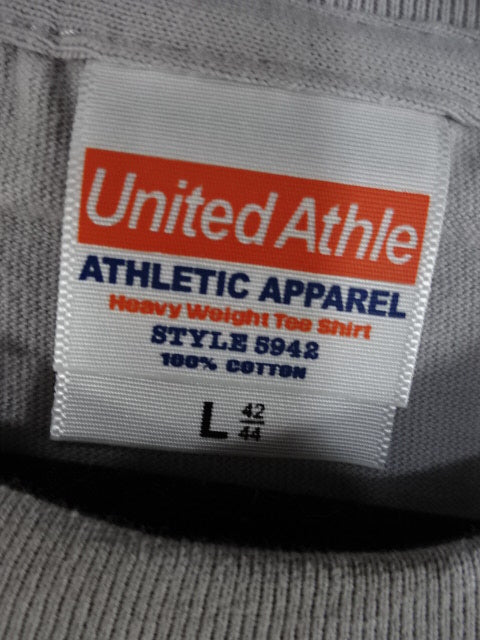 United Athle
ATHLETIC APPAREL
Heavy Weight Tee Shirt
STYLE 5942
100% COTTON
L 42/44